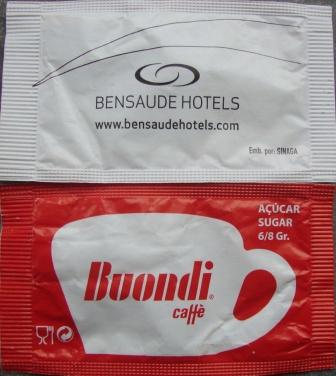 BENSAUDE HOTELS
www.bensaudehotels.com
Emb. por: SINAGA
AÇÚCAR
SUGAR
6/8 Gr.
Buondi®
caffè